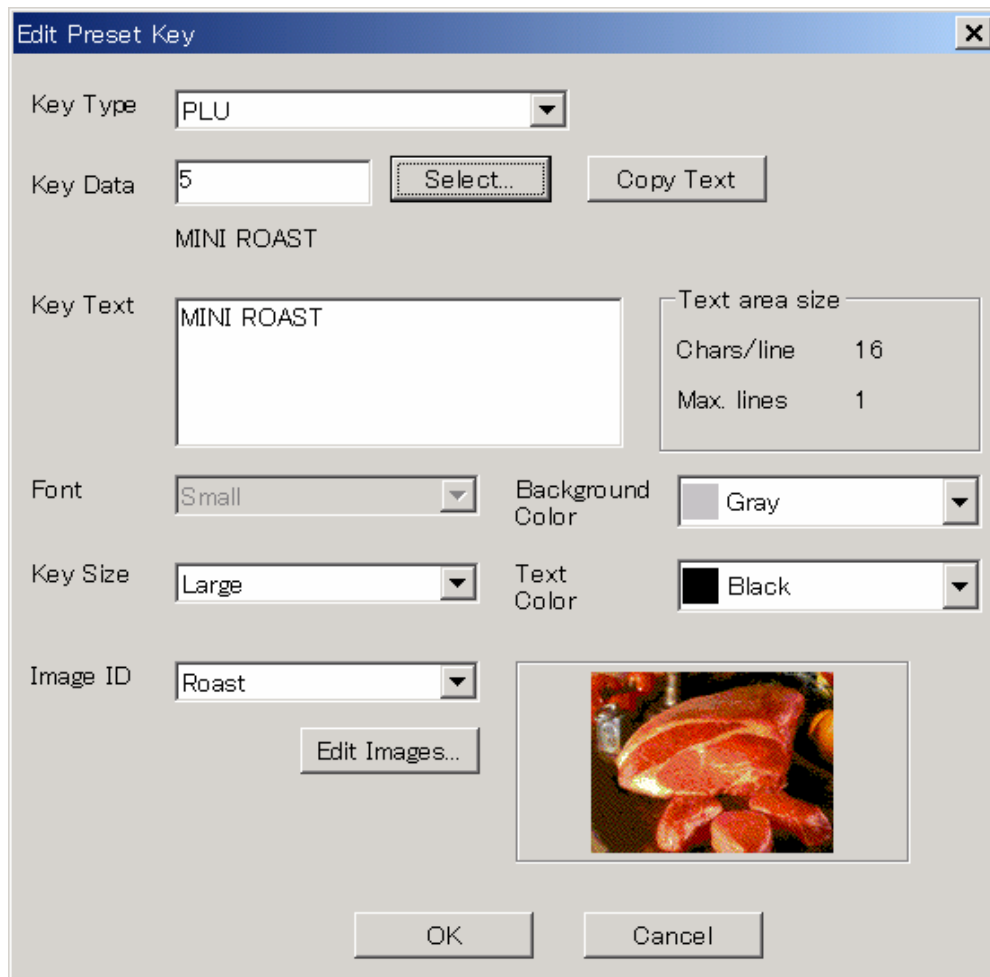 Edit Preset Key
Key Type
PLU
Key Data
5
Select...
Copy Text
MINI ROAST
Key Text
MINI ROAST
Text area size
Chars/line 16
Max. lines 1
Font
Small
Background
Color
Gray
Key Size
Large
Text
Color
Black
Image ID
Roast
Edit Images...
OK
Cancel